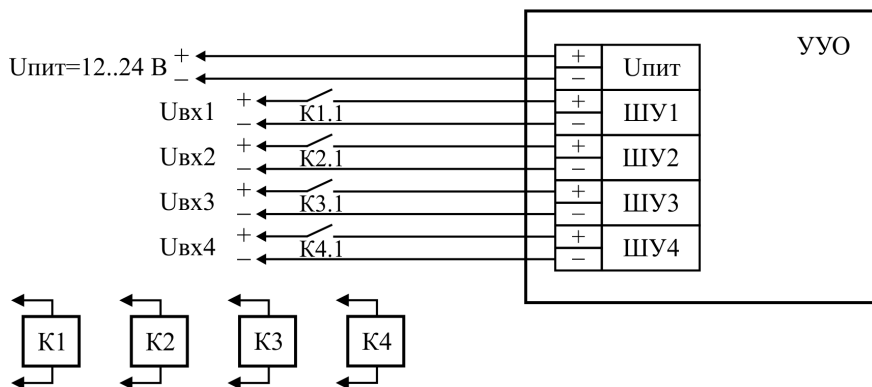 УУО
Uпит=12..24 В
+
−
+
−
Uпит
Uвх1
+
−
К1.1
+
−
ШУ1
Uвх2
+
−
К2.1
+
−
ШУ2
Uвх3
+
−
К3.1
+
−
ШУ3
Uвх4
+
−
К4.1
+
−
ШУ4
К1 К2 К3 К4